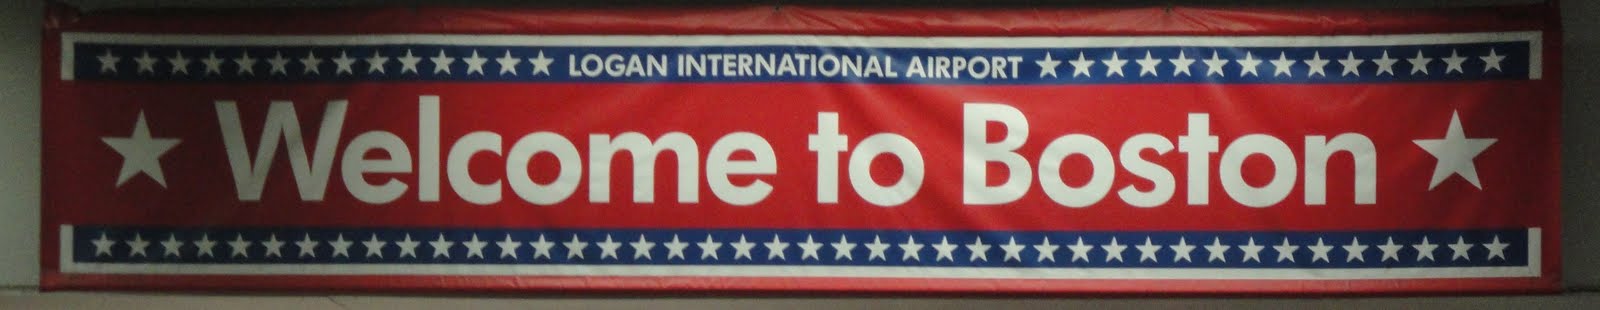 LOGAN INTERNATIONAL AIRPORT
Welcome to Boston